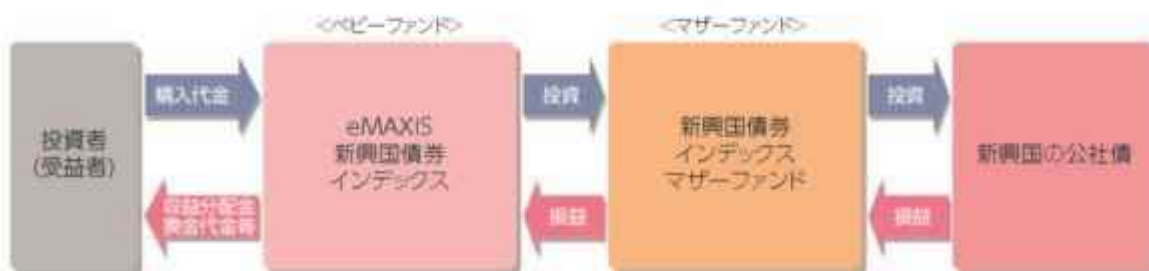 <ベビーファンド>
<マザーファンド>
投資者
(受益者)
購入代金
収益分配金
換金代金等
eMAXIS
新興国債券
インデックス
投資
損益
新興国債券
インデックス
マザーファンド
投資
損益
新興国の公社債